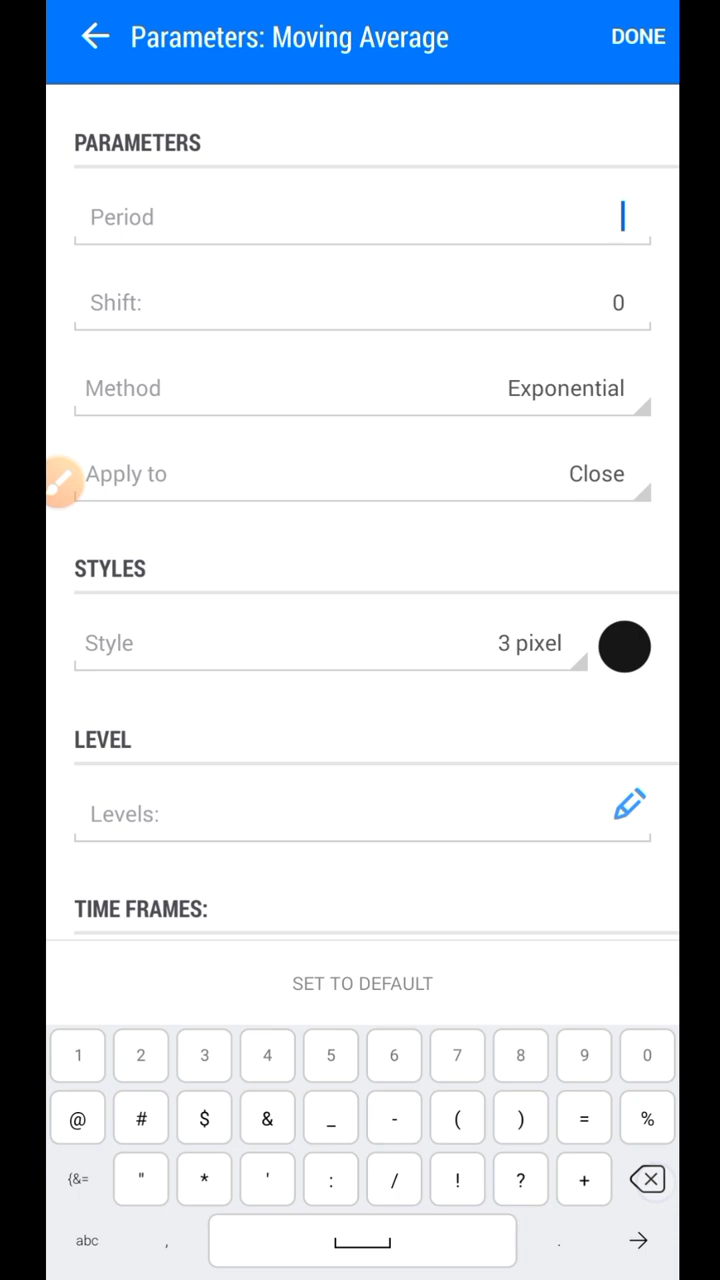 Parameters: Moving Average DONE
PARAMETERS
Period
Shift: 0
Method Exponential
Apply to Close
STYLES
Style 3 pixel
LEVEL
Levels:
TIME FRAMES:
SET TO DEFAULT
1 2 3 4 5 6 7 8 9 0
@ # $ & _ - ( ) = %
{&= " * ' : / ! ? +
abc , .